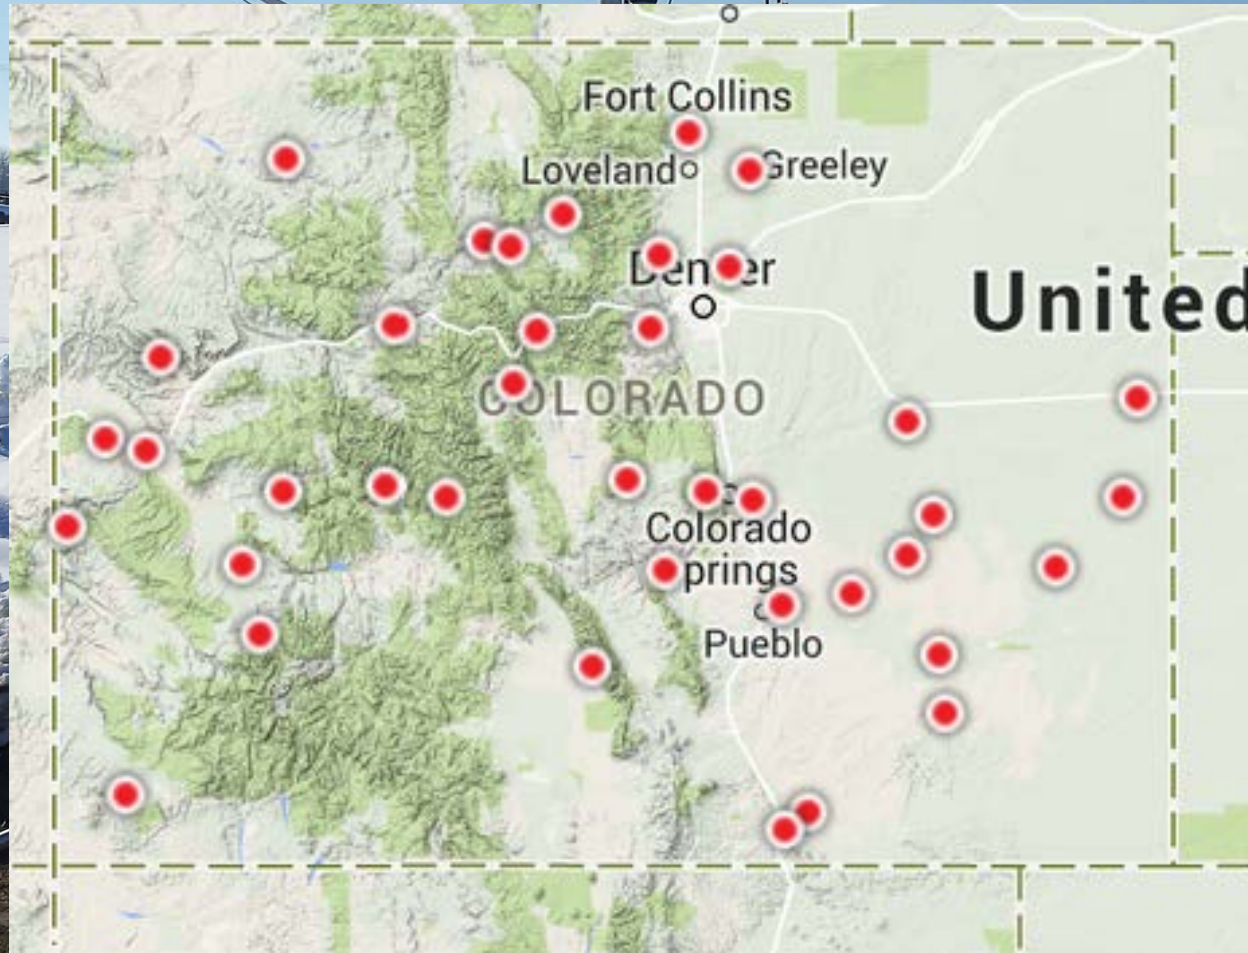 Fort Collins
Loveland
Greeley
Denver
United
COLORADO
Colorado
Springs
Pueblo